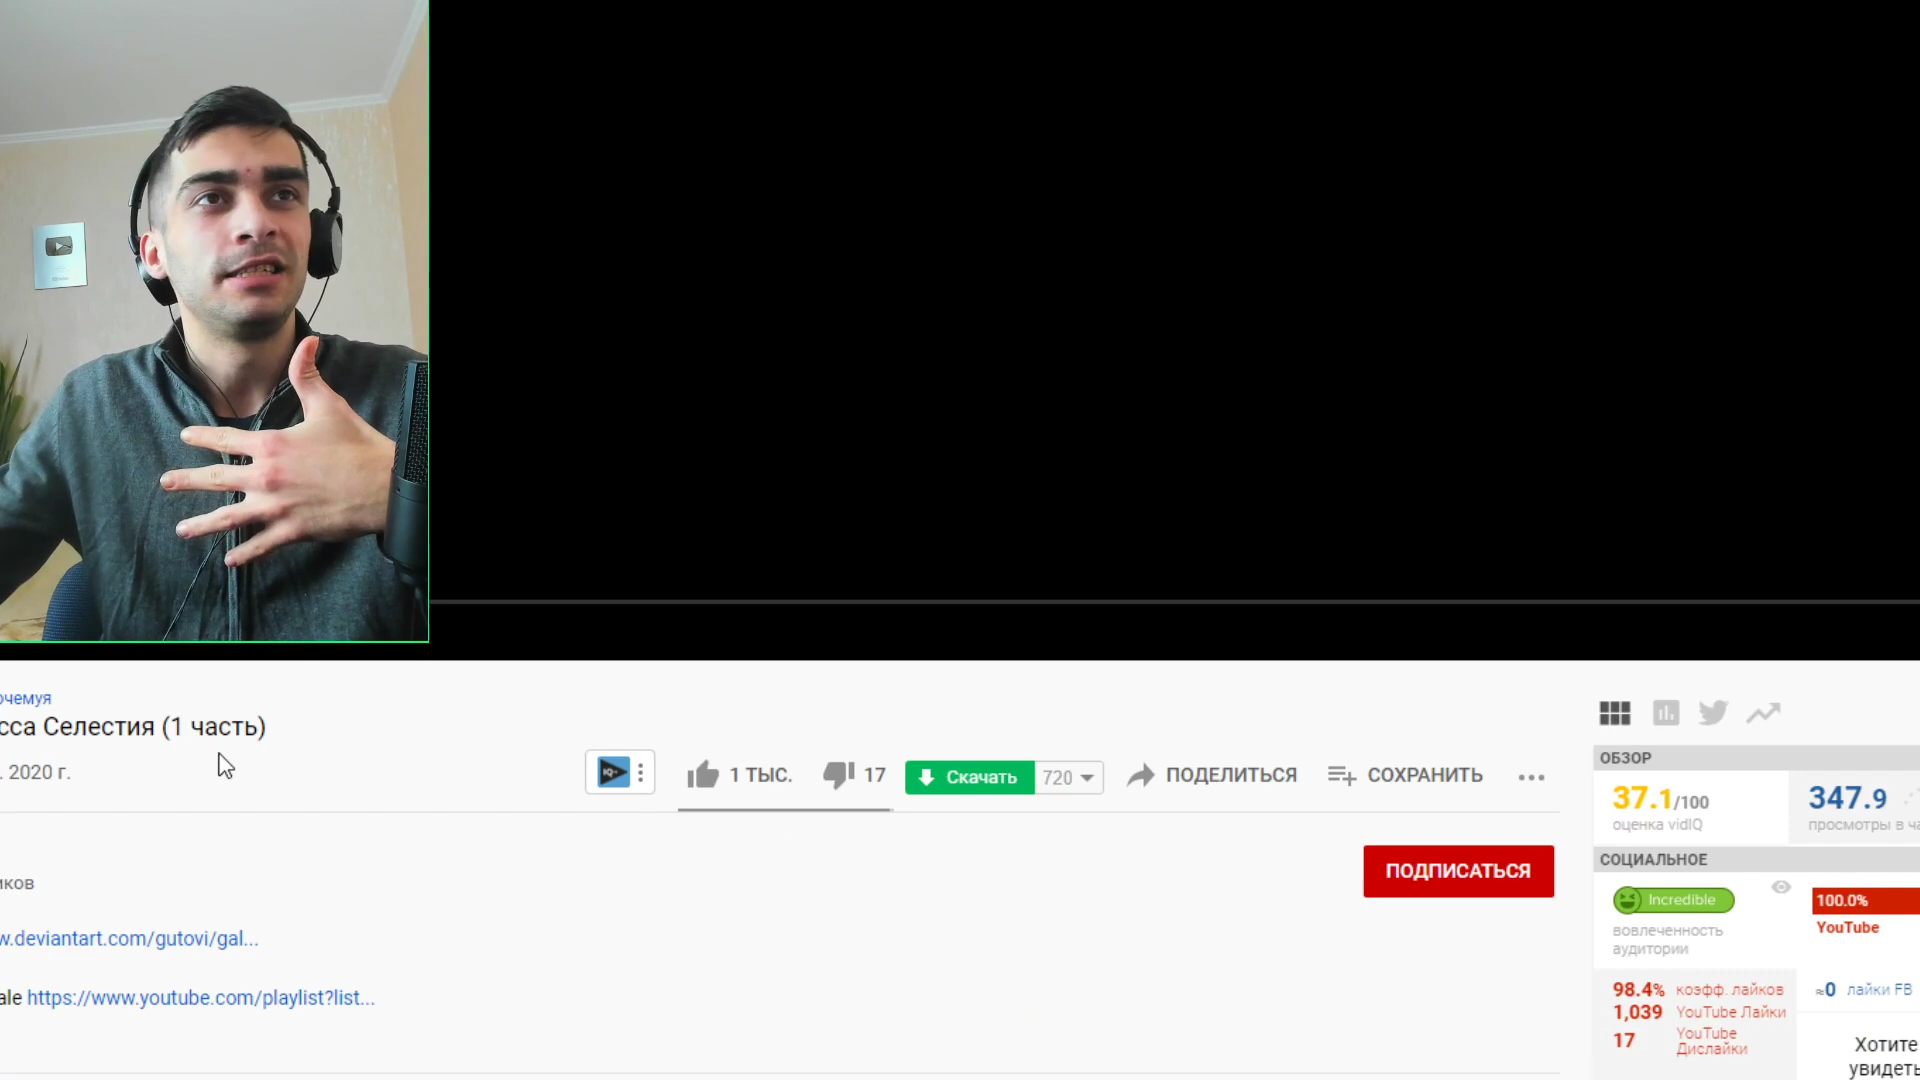 очемуя
сса Селестия (1 часть)
. 2020 г.
1 ТЫС.
17
Скачать
720
ПОДЕЛИТЬСЯ
СОХРАНИТЬ
иков
ПОДПИСАТЬСЯ
w.deviantart.com/gutovi/gal...
ale https://www.youtube.com/playlist?list...
ОБЗОР
37.1/100
оценка vidIQ
347.9
просмотры в ча
СОЦИАЛЬНОЕ
Incredible
вовлеченность
аудитории
100.0%
YouTube
98.4% коэфф. лайков
1,039 YouTube Лайки
17 YouTube
Дислайки
≈0 лайки FB
Хотите
увидеть